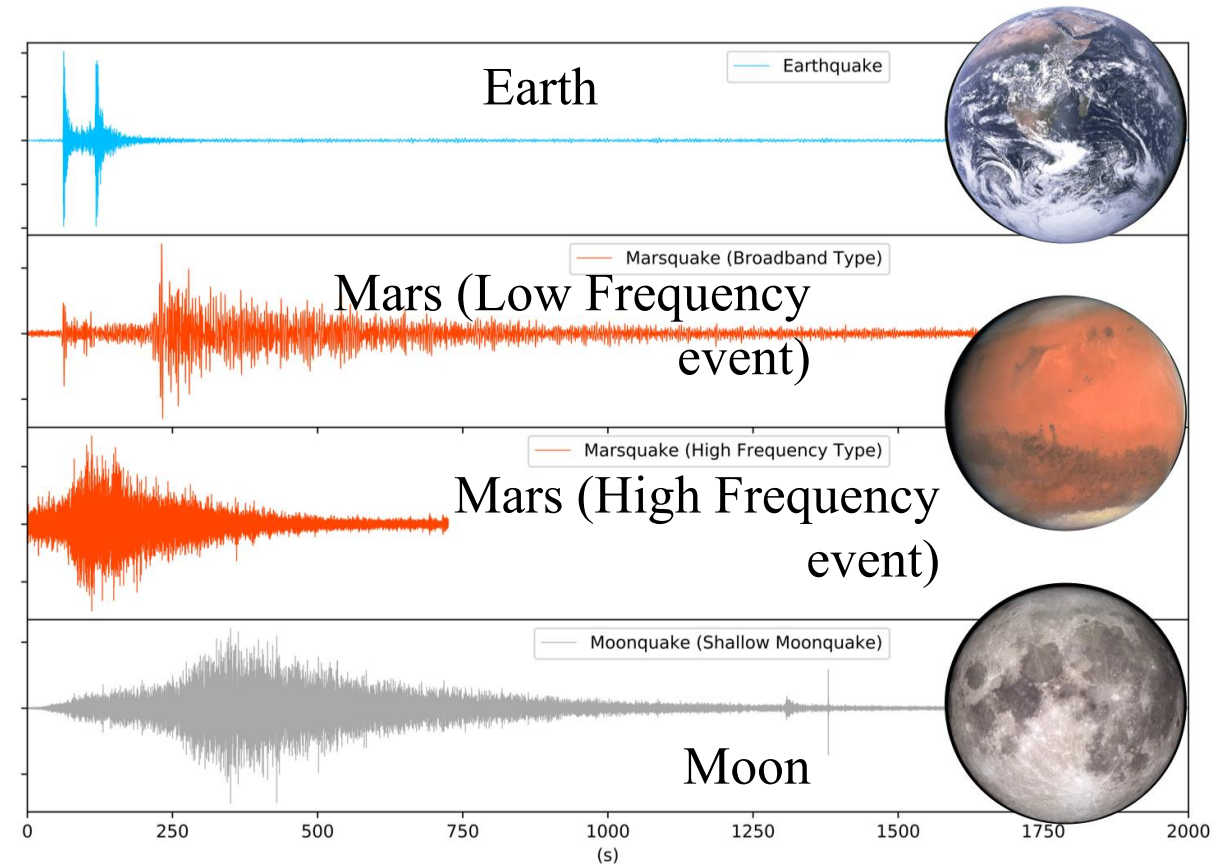 Earthquake
Earth
Marsquake (Broadband Type)
Mars (Low Frequency
event)
Marsquake (High Frequency Type)
Mars (High Frequency
event)
Moonquake (Shallow Moonquake)
Moon
0 250 500 750 1000 1250 1500 1750 2000
(s)